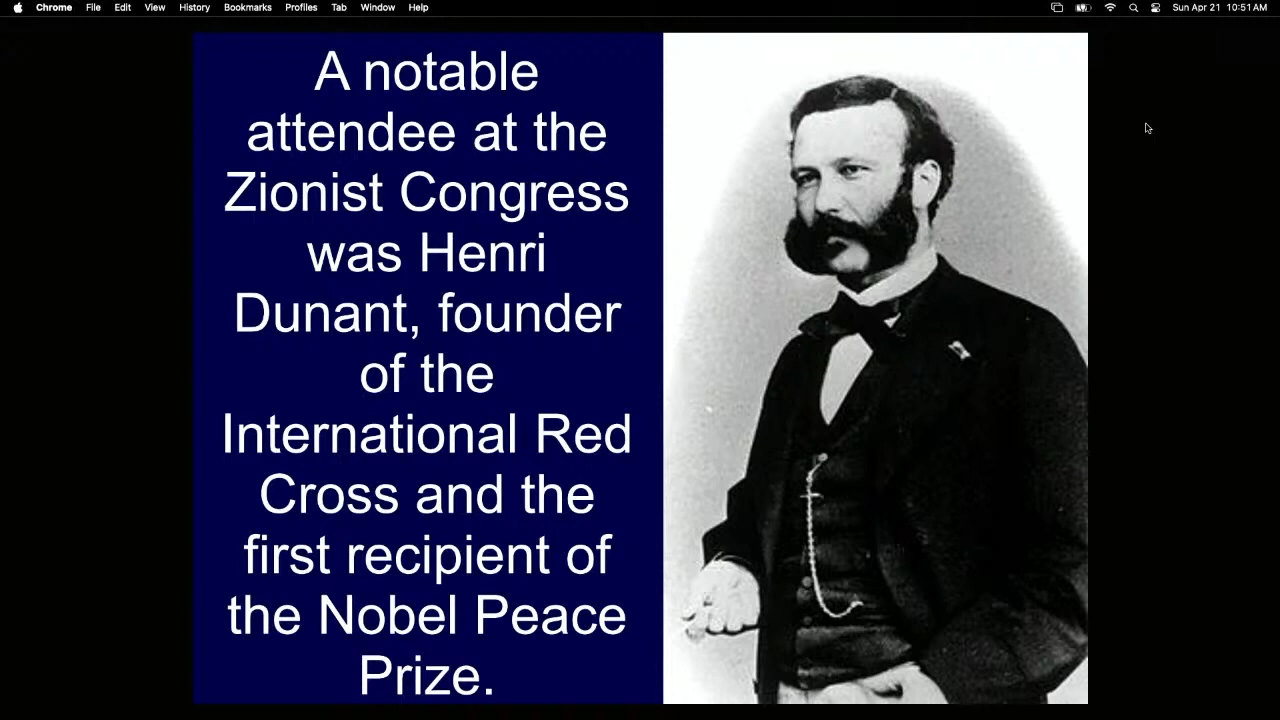 Chrome File Edit View History Bookmarks Profiles Tab Window Help Sun Apr 21 10:51 AM
A notable
attendee at the
Zionist Congress
was Henri
Dunant, founder
of the
International Red
Cross and the
first recipient of
the Nobel Peace
Prize.